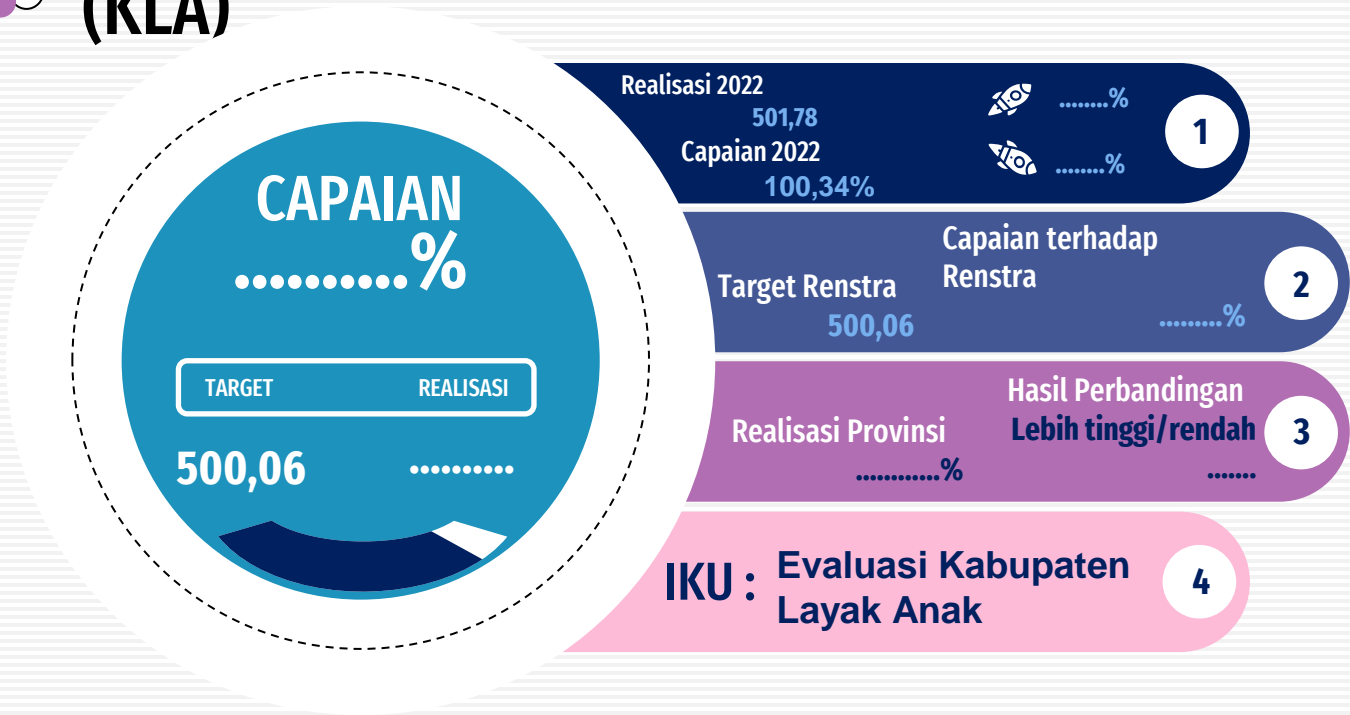 (KLA)
CAPAIAN
..........%
TARGET REALISASI
500,06 ..........
Realisasi 2022
501,78
Capaian 2022
100,34%
........%
........%
1
Target Renstra
500,06
Capaian terhadap
Renstra
.........%
2
Realisasi Provinsi
............%
Hasil Perbandingan
Lebih tinggi/rendah
.......
3
IKU : Evaluasi Kabupaten
Layak Anak
4